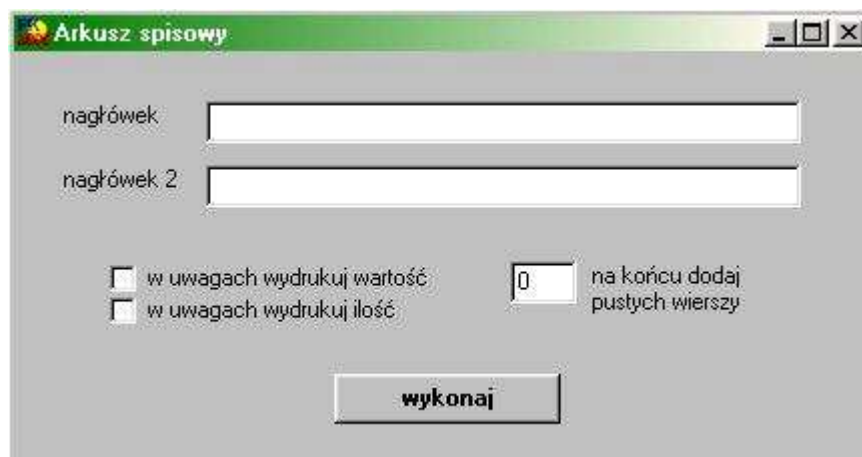 Arkusz spisowy
nagłówek
nagłówek 2
w uwagach wydrukuj wartość
w uwagach wydrukuj ilość
0
na końcu dodaj
pustych wierszy
wykonaj